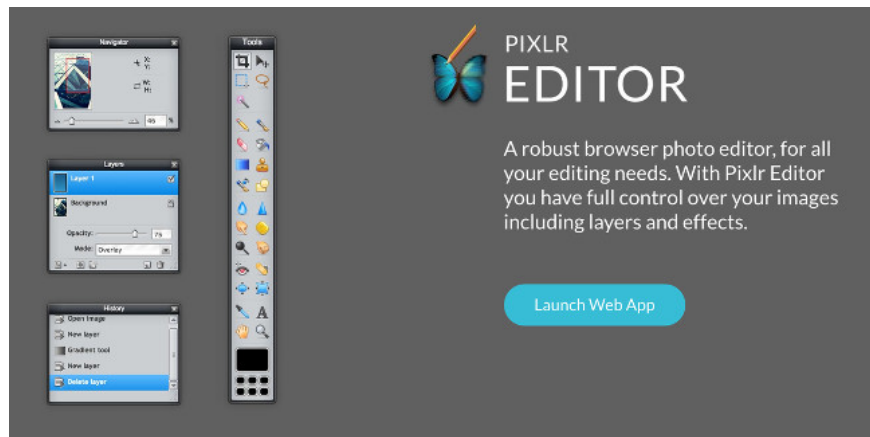 Navigator
X:
Y:
W:
H:
46 %
Layers
Layer 1
Background
Opacity: 75
Mode: Overlay
History
Open Image
New layer
Gradient tool
New layer
Delete layer
Tools
A
PIXLR
EDITOR
A robust browser photo editor, for all
your editing needs. With Pixlr Editor
you have full control over your images
including layers and effects.
Launch Web App